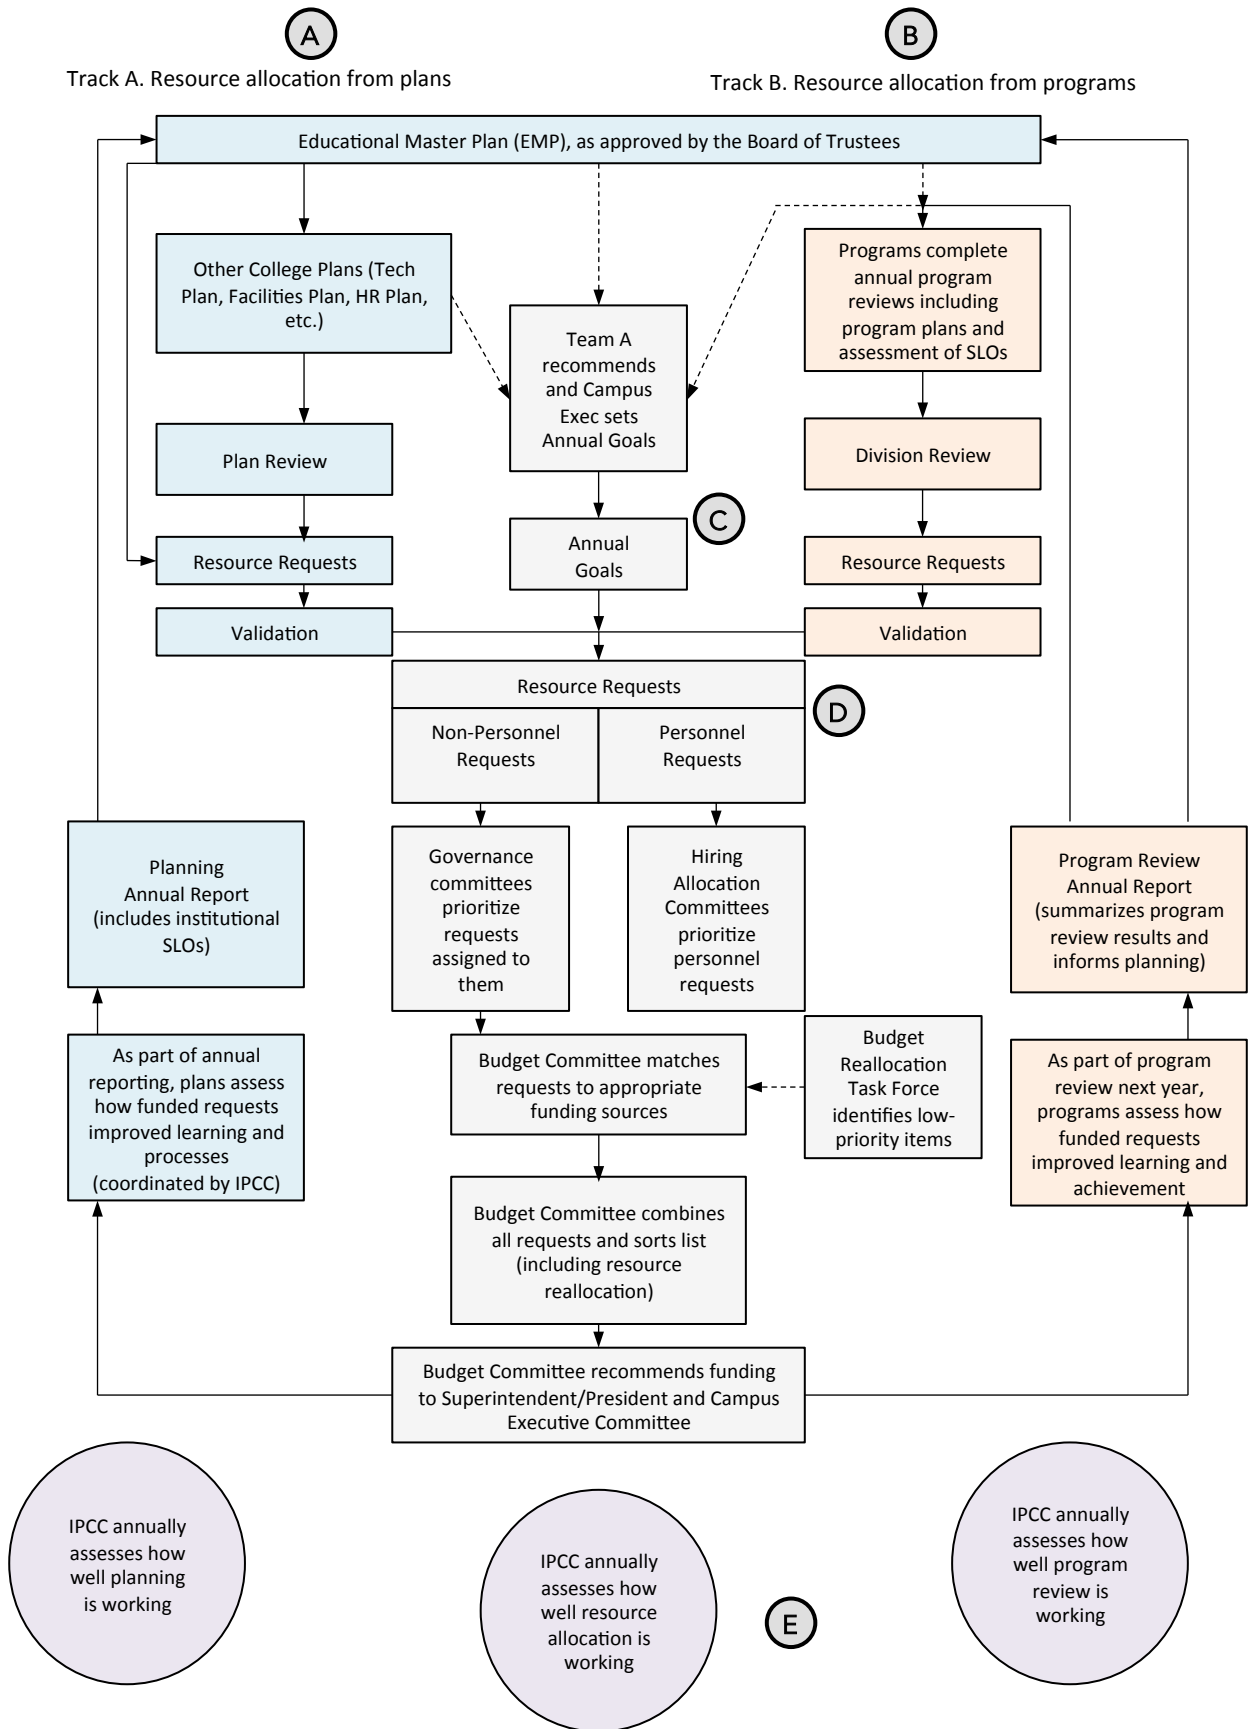 A
B
Track A. Resource allocation from plans
Track B. Resource allocation from programs
Educational Master Plan (EMP), as approved by the Board of Trustees
Other College Plans (Tech
Plan, Facilities Plan, HR Plan,
etc.)
Team A
recommends
and Campus
Exec sets
Annual Goals
Programs complete
annual program
reviews including
program plans and
assessment of SLOs
Plan Review
Division Review
C
Annual
Goals
Resource Requests
Resource Requests
Validation
Validation
Resource Requests
D
Non-Personnel
Requests
Personnel
Requests
Planning
Annual Report
(includes institutional
SLOs)
Governance
committees
prioritize
requests
assigned to
them
Hiring
Allocation
Committees
prioritize
personnel
requests
Program Review
Annual Report
(summarizes program
review results and
informs planning)
As part of annual
reporting, plans assess
how funded requests
improved learning and
processes
(coordinated by IPCC)
Budget Committee matches
requests to appropriate
funding sources
Budget
Reallocation
Task Force
identifies low-
priority items
As part of program
review next year,
programs assess how
funded requests
improved learning and
achievement
Budget Committee combines
all requests and sorts list
(including resource
reallocation)
Budget Committee recommends funding
to Superintendent/President and Campus
Executive Committee
IPCC annually
assesses how
well planning
is working
IPCC annually
assesses how
well resource
allocation is
working
E
IPCC annually
assesses how
well program
review is
working